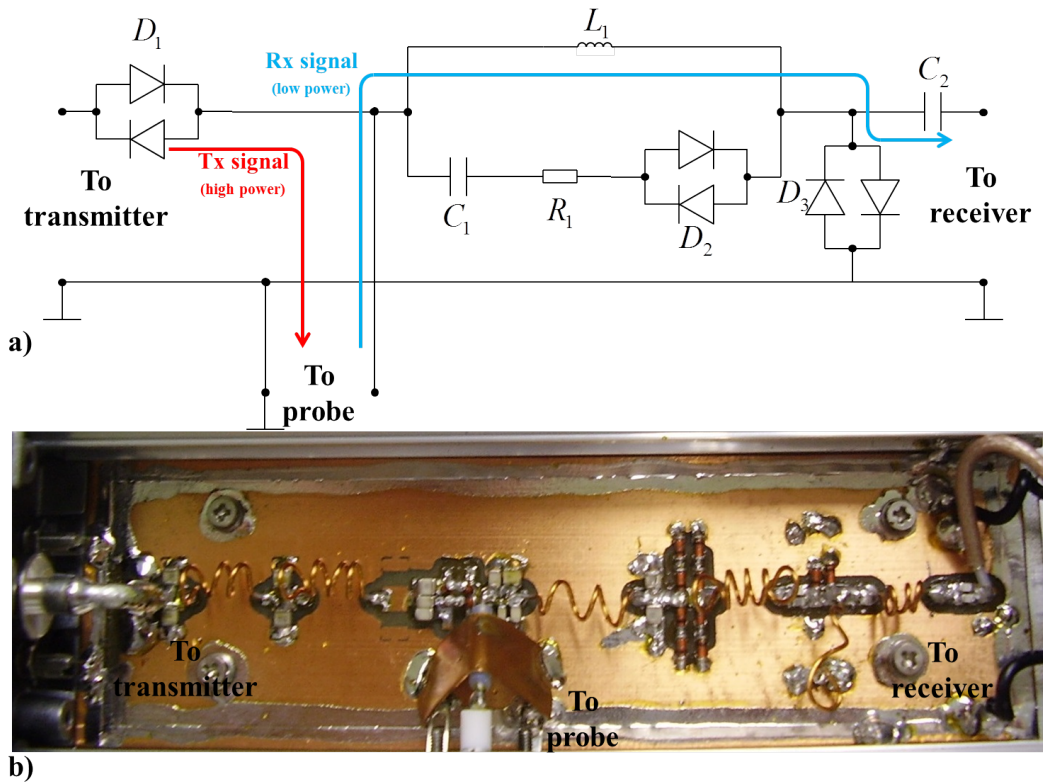 D1
L1
Rx signal
(low power)
C2
Tx signal
(high power)
To
transmitter
C1
R1
D2
D3
To
receiver
a)
To
probe
To
transmitter
To
receiver
To
probe
b)